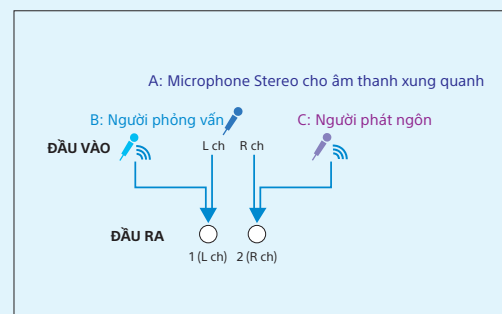 A: Microphone Stereo cho âm thanh xung quanh
B: Người phỏng vấn
C: Người phát ngôn
ĐẦU VÀO
L ch
R ch
ĐẦU RA
1 (L ch)
2 (R ch)